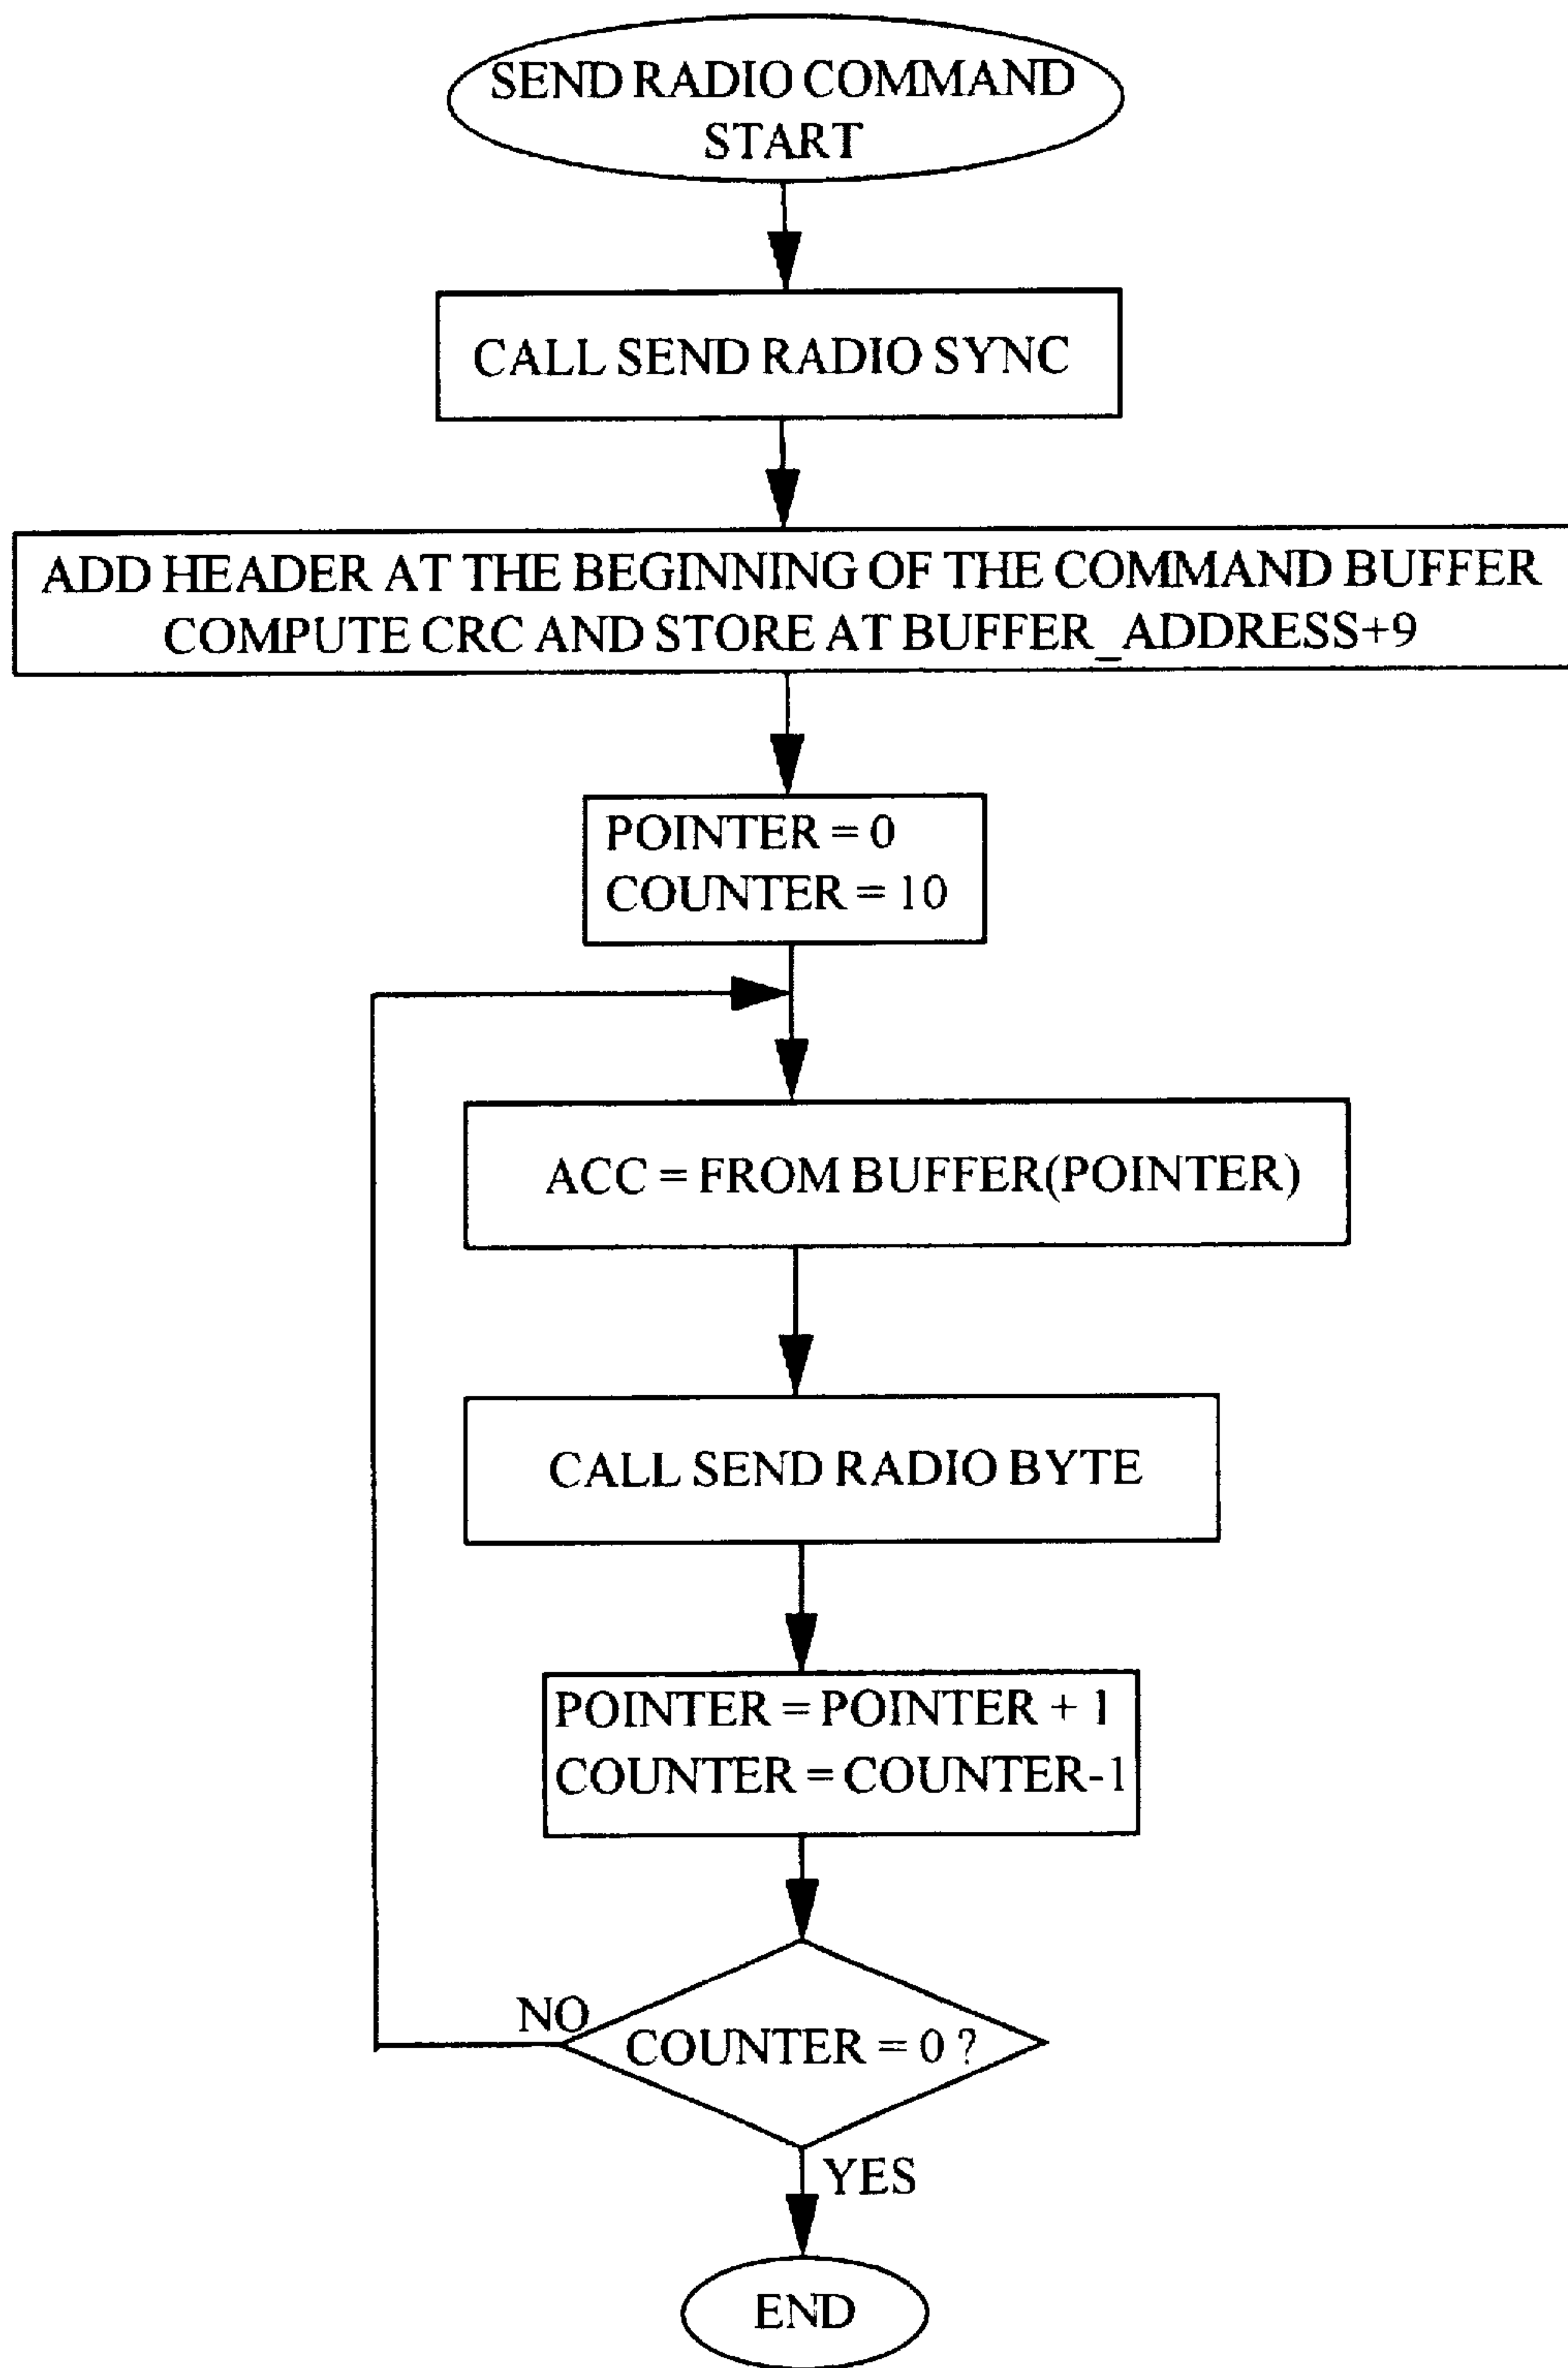 SEND RADIO COMMAND
START
CALL SEND RADIO SYNC
ADD HEADER AT THE BEGINNING OF THE COMMAND BUFFER
COMPUTE CRC AND STORE AT BUFFER_ADDRESS+9
POINTER = 0
COUNTER = 10
ACC = FROM BUFFER(POINTER)
CALL SEND RADIO BYTE
POINTER = POINTER + 1
COUNTER = COUNTER-1
NO
COUNTER = 0 ?
YES
END